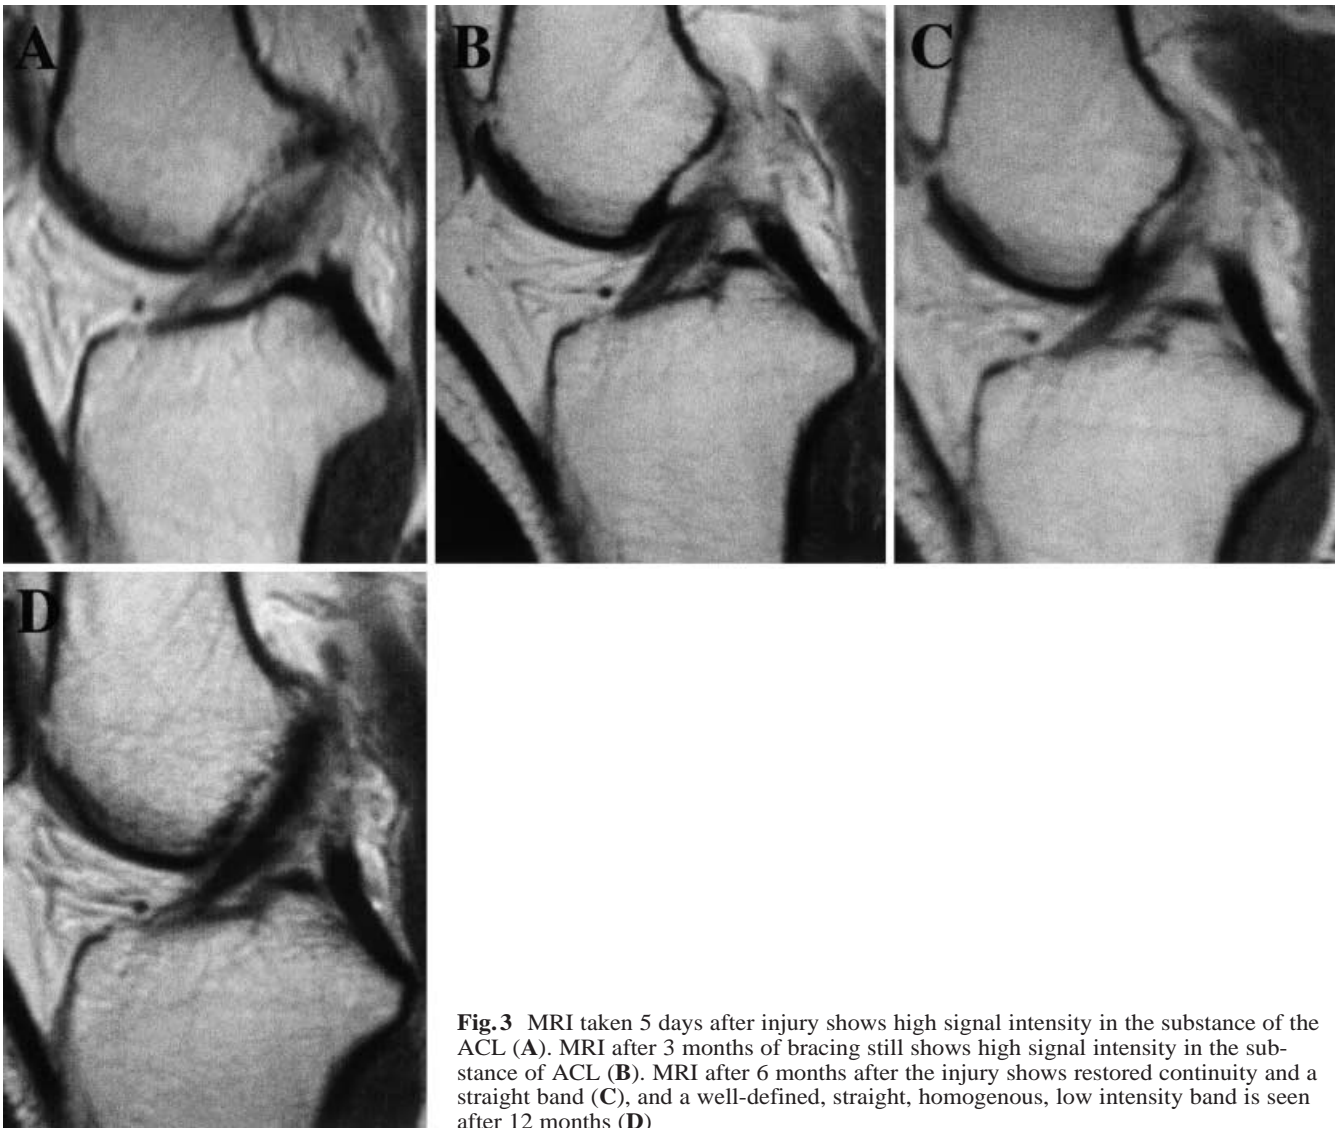 A
B
C
D
Fig. 3 MRI taken 5 days after injury shows high signal intensity in the substance of the
ACL (A). MRI after 3 months of bracing still shows high signal intensity in the sub-
stance of ACL (B). MRI after 6 months after the injury shows restored continuity and a
straight band (C), and a well-defined, straight, homogenous, low intensity band is seen
after 12 months (D)